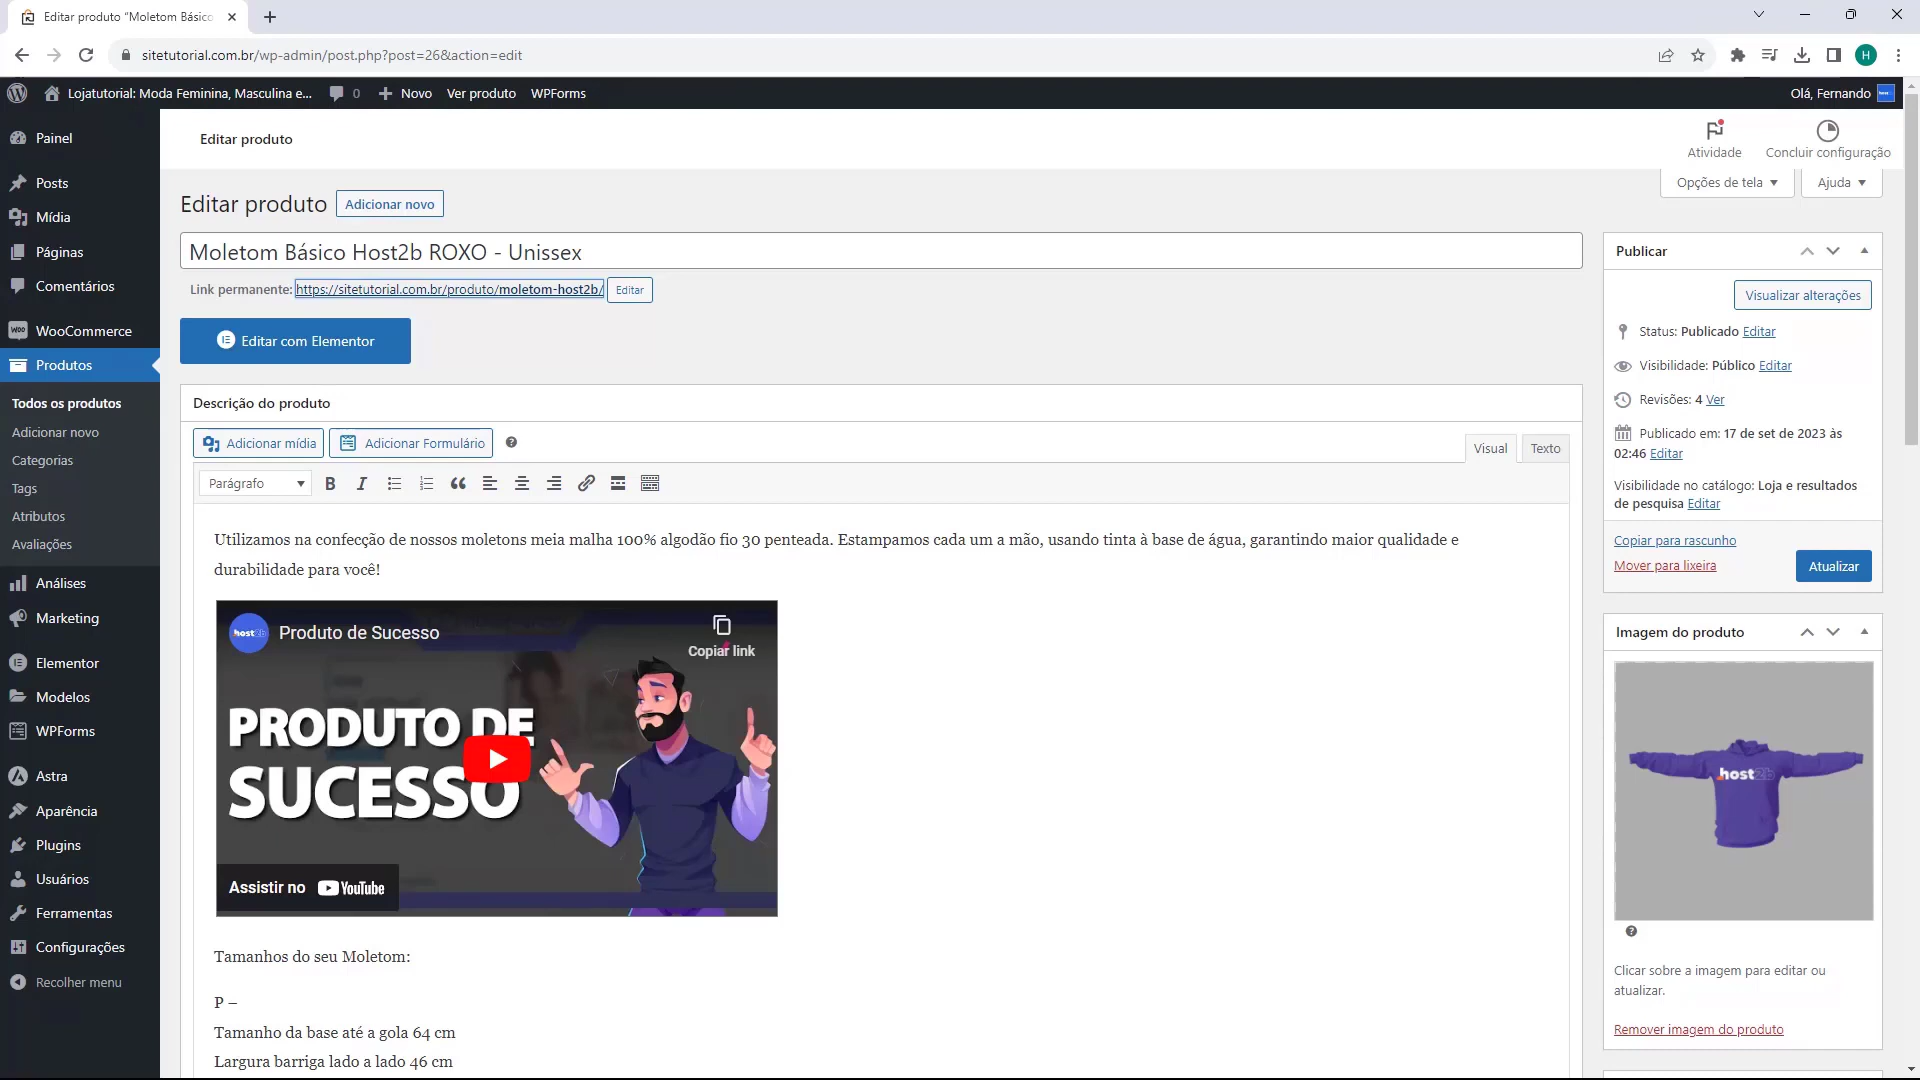 Editar produto “Moletom Básico
sitetutorial.com.br/wp-admin/post.php?post=26&action=edit
H
Lojatutorial: Moda Feminina, Masculina e...
0
Novo
Ver produto
WPForms
Olá, Fernando
Painel
Posts
Mídia
Páginas
Comentários
WooCommerce
Produtos
Todos os produtos
Adicionar novo
Categorias
Tags
Atributos
Avaliações
Análises
Marketing
Elementor
Modelos
WPForms
Astra
Aparência
Plugins
Usuários
Ferramentas
Configurações
Recolher menu
Editar produto
Atividade
Concluir configuração
Opções de tela
Ajuda
Editar produto
Adicionar novo
Moletom Básico Host2b ROXO - Unissex
Link permanente: https://sitetutorial.com.br/produto/moletom-host2b/ Editar
Editar com Elementor
Descrição do produto
Adicionar mídia
Adicionar Formulário
Visual
Texto
Parágrafo
B
I
Utilizamos na confecção de nossos moletons meia malha 100% algodão fio 30 penteada. Estampamos cada um a mão, usando tinta à base de água, garantindo maior qualidade e
durabilidade para você!
host2b
Produto de Sucesso
Copiar link
PRODUTO DE
SUCESSO
Assistir no YouTube
Tamanhos do seu Moletom:
P –
Tamanho da base até a gola 64 cm
Largura barriga lado a lado 46 cm
Publicar
Visualizar alterações
Status: Publicado Editar
Visibilidade: Público Editar
Revisões: 4 Ver
Publicado em: 17 de set de 2023 às
02:46 Editar
Visibilidade no catálogo: Loja e resultados
de pesquisa Editar
Copiar para rascunho
Mover para lixeira
Atualizar
Imagem do produto
host2b
Clicar sobre a imagem para editar ou
atualizar.
Remover imagem do produto